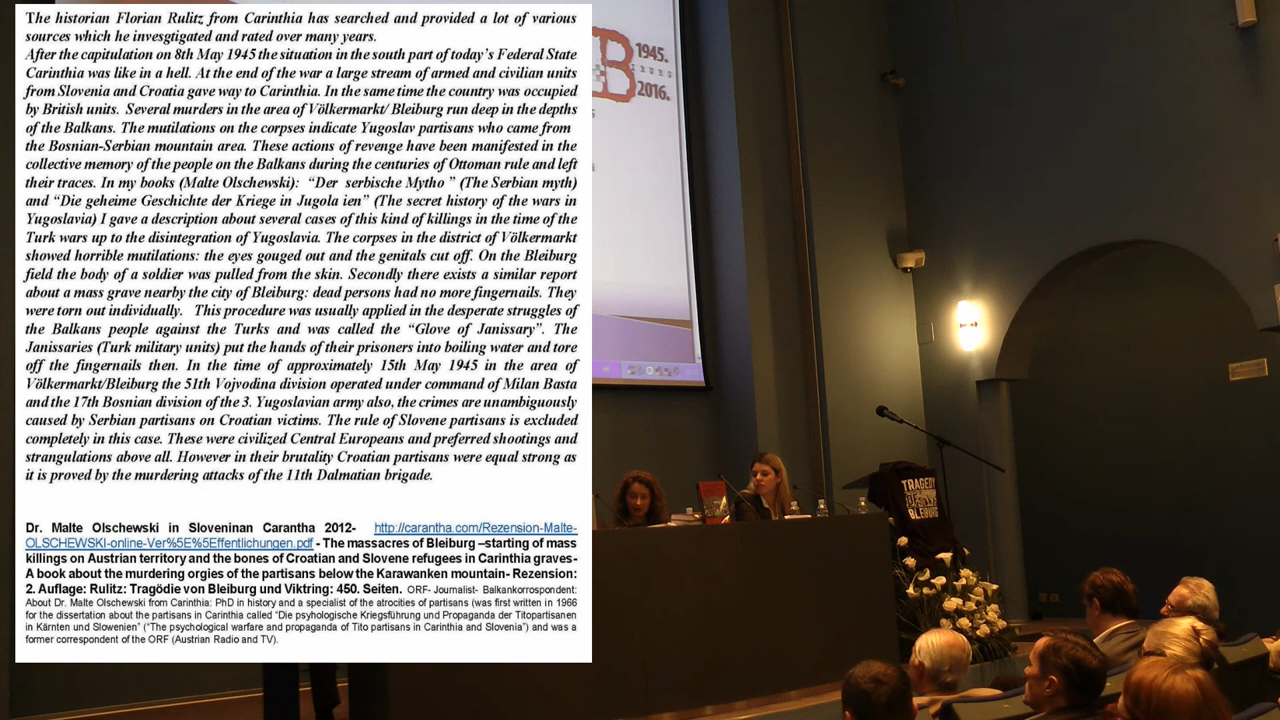 The historian Florian Rulitz from Carinthia has searched and provided a lot of various
sources which he invesgtigated and rated over many years.
After the capitulation on 8th May 1945 the situation in the south part of today's Federal State
Carinthia was like in a hell. At the end of the war a large stream of armed and civilian units
from Slovenia and Croatia gave way to Carinthia. In the same time the country was occupied
by British units. Several murders in the area of Völkermarkt/ Bleiburg run deep in the depths
of the Balkans. The mutilations on the corpses indicate Yugoslav partisans who came from
the Bosnian-Serbian mountain area. These actions of revenge have been manifested in the
collective memory of the people on the Balkans during the centuries of Ottoman rule and left
their traces. In my books (Malte Olschewski): "Der serbische Mytho " (The Serbian myth)
and "Die geheime Geschichte der Kriege in Jugola ien" (The secret history of the wars in
Yugoslavia) I gave a description about several cases of this kind of killings in the time of the
Turk wars up to the disintegration of Yugoslavia. The corpses in the district of Völkermarkt
showed horrible mutilations: the eyes gouged out and the genitals cut off. On the Bleiburg
field the body of a soldier was pulled from the skin. Secondly there exists a similar report
about a mass grave nearby the city of Bleiburg: dead persons had no more fingernails. They
were torn out individually. This procedure was usually applied in the desperate struggles of
the Balkans people against the Turks and was called the "Glove of Janissary". The
Janissaries (Turk military units) put the hands of their prisoners into boiling water and tore
off the fingernails then. In the time of approximately 15th May 1945 in the area of
Völkermarkt/Bleiburg the 51th Vojvodina division operated under command of Milan Basta
and the 17th Bosnian division of the 3. Yugoslavian army also, the crimes are unambiguously
caused by Serbian partisans on Croatian victims. The rule of Slovene partisans is excluded
completely in this case. These were civilized Central Europeans and preferred shootings and
strangulations above all. However in their brutality Croatian partisans were equal strong as
it is proved by the murdering attacks of the 11th Dalmatian brigade.
Dr. Malte Olschewski in Sloveninan Carantha 2012- http://carantha.com/Rezension-Malte-
OLSCHEWSKI-online-Ver%5E%5Effentlichungen.pdf - The massacres of Bleiburg –starting of mass
killings on Austrian territory and the bones of Croatian and Slovene refugees in Carinthia graves-
A book about the murdering orgies of the partisans below the Karawanken mountain- Rezension:
2. Auflage: Rulitz: Tragödie von Bleiburg und Viktring: 450. Seiten. ORF- Journalist- Balkankorrespondent:
About Dr. Malte Olschewski from Carinthia: PhD in history and a specialist of the atrocities of partisans (was first written in 1966
for the dissertation about the partisans in Carinthia called "Die psyhologische Kriegsführung und Propaganda der Titopartisanen
in Kärnten und Slowenien" ("The psychological warfare and propaganda of Tito partisans in Carinthia and Slovenia") and was a
former correspondent of the ORF (Austrian Radio and TV).
B 1945.
2016.
TRAGEDY
OF
BLEIBURG